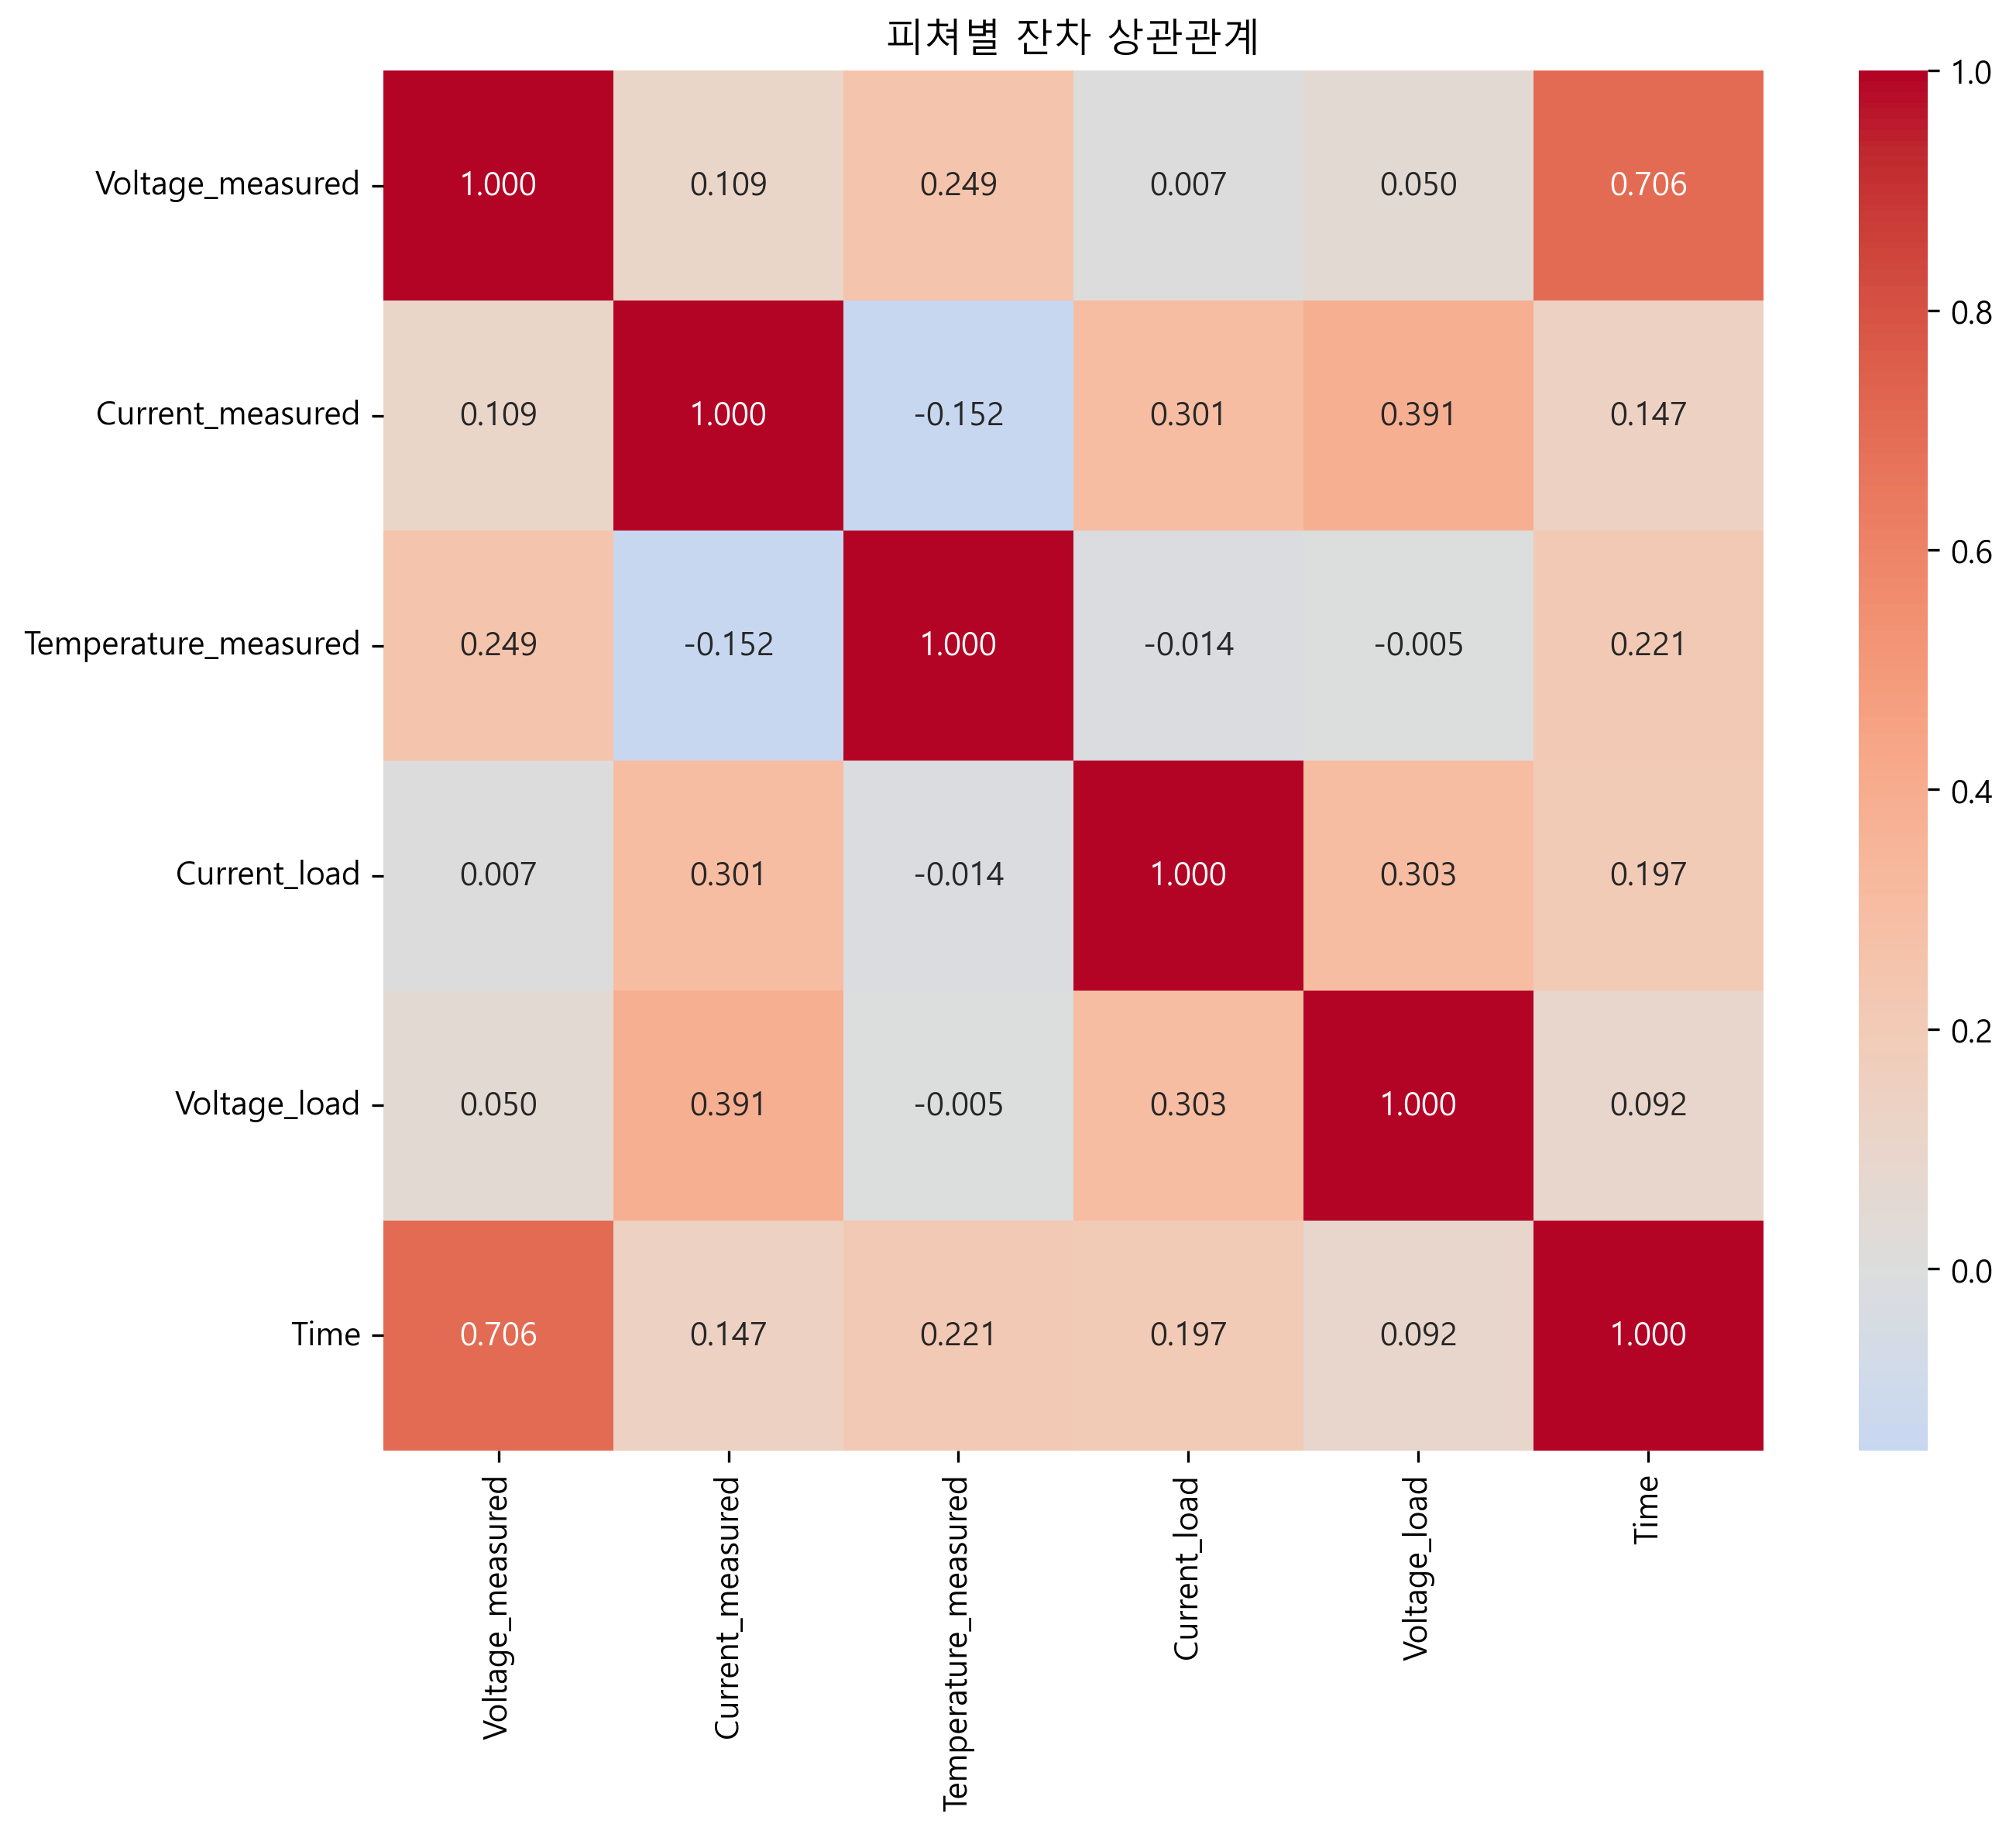 피쳐별 잔차 상관관계
Voltage_measured 1.000 0.109 0.249 0.007 0.050 0.706
Current_measured 0.109 1.000 -0.152 0.301 0.391 0.147
Temperature_measured 0.249 -0.152 1.000 -0.014 -0.005 0.221
Current_load 0.007 0.301 -0.014 1.000 0.303 0.197
Voltage_load 0.050 0.391 -0.005 0.303 1.000 0.092
Time 0.706 0.147 0.221 0.197 0.092 1.000
Voltage_measured
Current_measured
Temperature_measured
Current_load
Voltage_load
Time
1.0
0.8
0.6
0.4
0.2
0.0